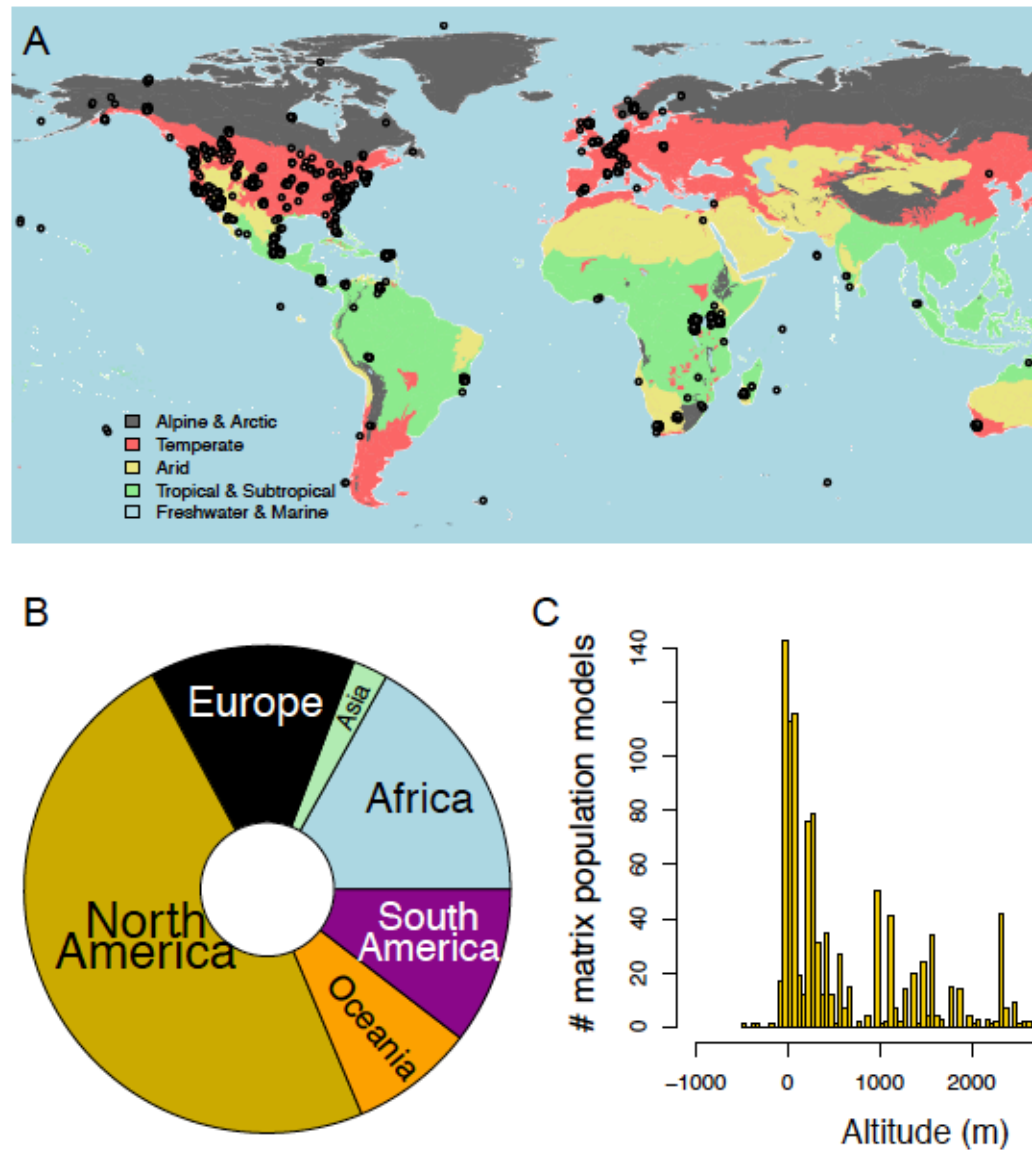 A
Alpine & Arctic
Temperate
Arid
Tropical & Subtropical
Freshwater & Marine
B
Europe
Asia
Africa
North
America
South
America
Oceania
C
# matrix population models
140
100
80
60
40
20
0
−1000
0
1000
2000
Altitude (m)